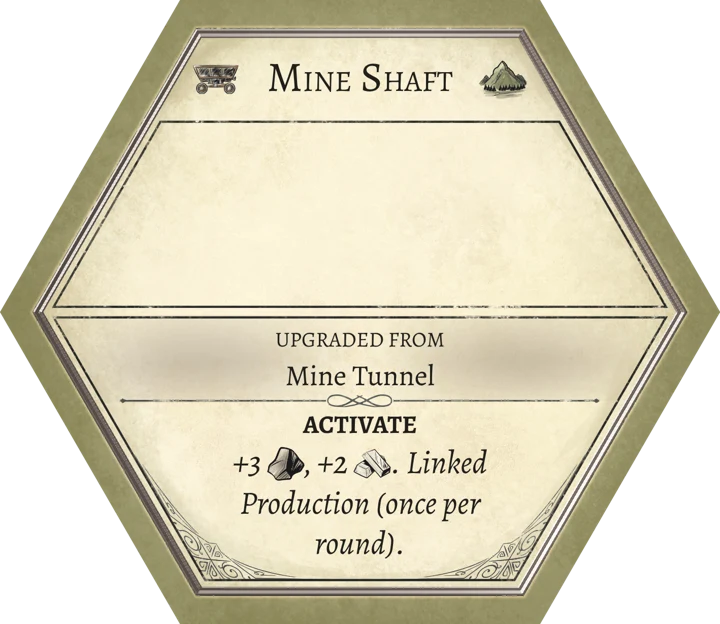 Mine Shaft
UPGRADED FROM
Mine Tunnel
ACTIVATE
+3 , +2 . Linked
Production (once per
round).